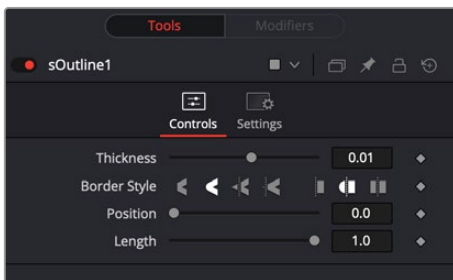 Tools Modifiers
sOutline1
Controls Settings
Thickness 0.01
Border Style
Position 0.0
Length 1.0